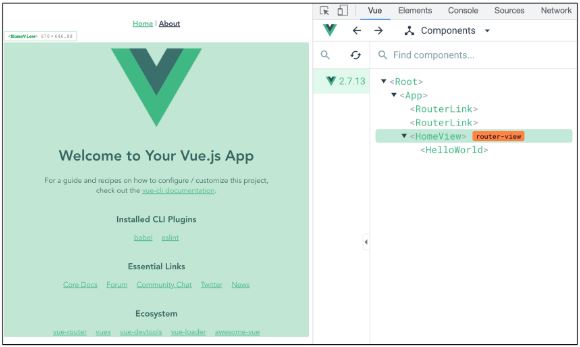 Home | About
<HomeView>
Welcome to Your Vue.js App
For a guide and recipes on how to configure / customize this project,
check out the vue-cli documentation.
Installed CLI Plugins
babel eslint
Essential Links
Core Docs Forum Community Chat Twitter News
Ecosystem
vue-router vuex vue-devtools vue-loader awesome-vue
Vue Elements Console Sources Network
Components
Find components...
2.7.13
<Root>
<App>
<RouterLink>
<RouterLink>
<HomeView> router-view
<HelloWorld>